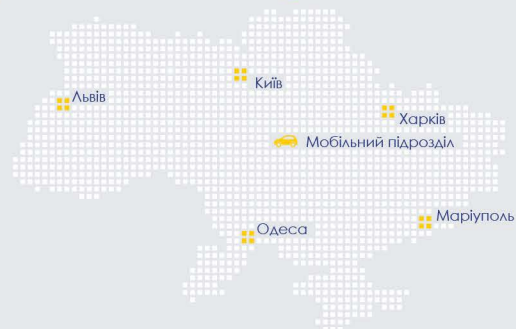 Київ
Львів
Харків
Мобільний підрозділ
Маріуполь
Одеса